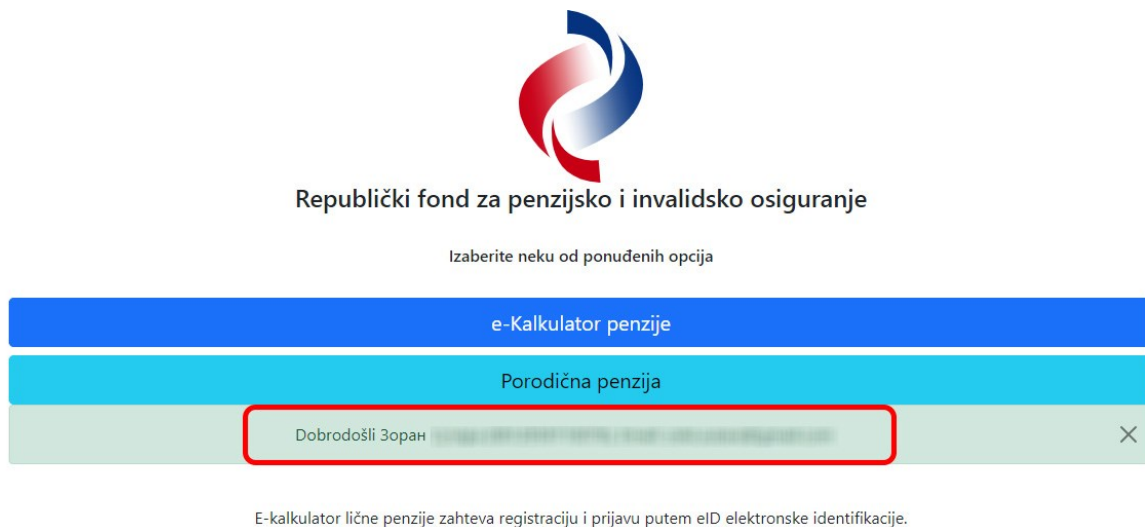 Republički fond za penzijsko i invalidsko osiguranje
Izaberite neku od ponuđenih opcija
e-Kalkulator penzije
Porodična penzija
Dobrodošli Зоран
E-kalkulator lične penzije zahteva registraciju i prijavu putem eID elektronske identifikacije.